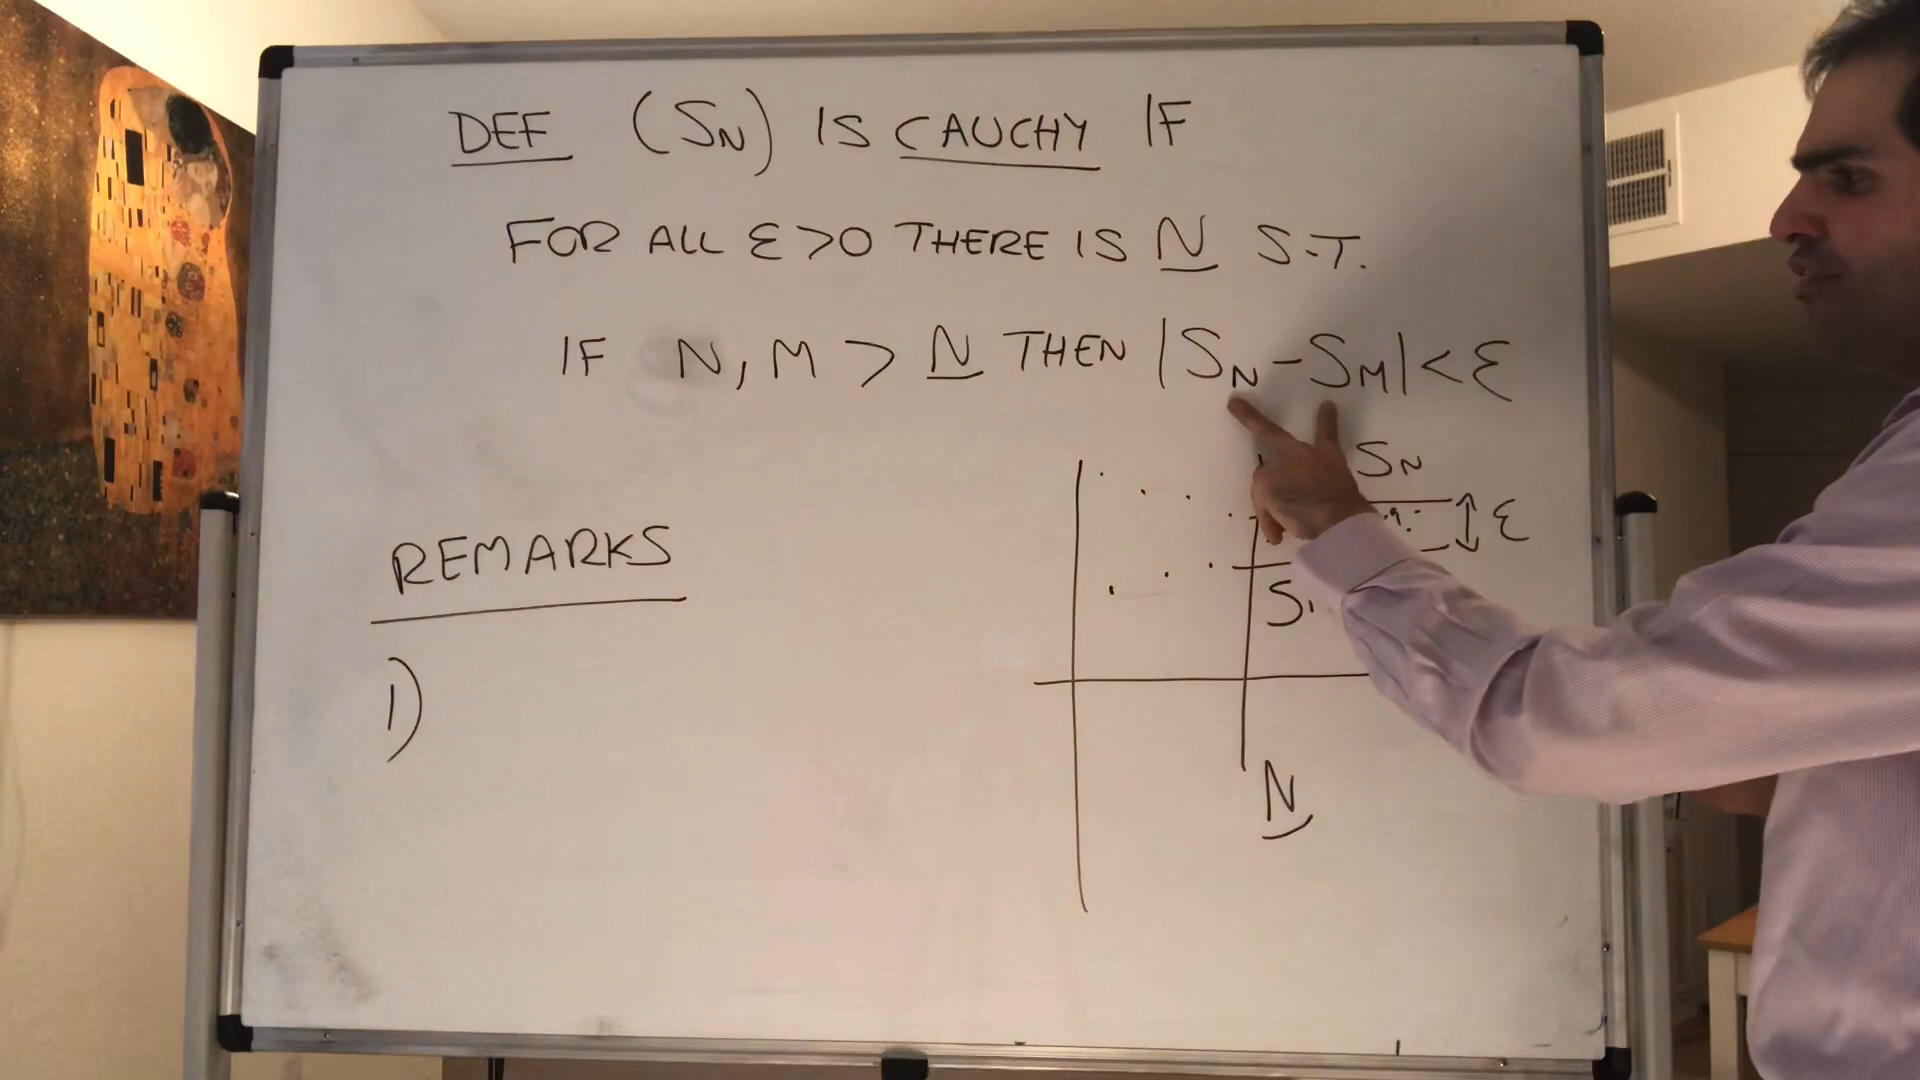 DEF (SN) IS CAUCHY IF
FOR ALL ε>0 THERE IS N S.T.
IF N, M > N THEN |SN-SM|<ε
SN
ε
REMARKS
1)
N